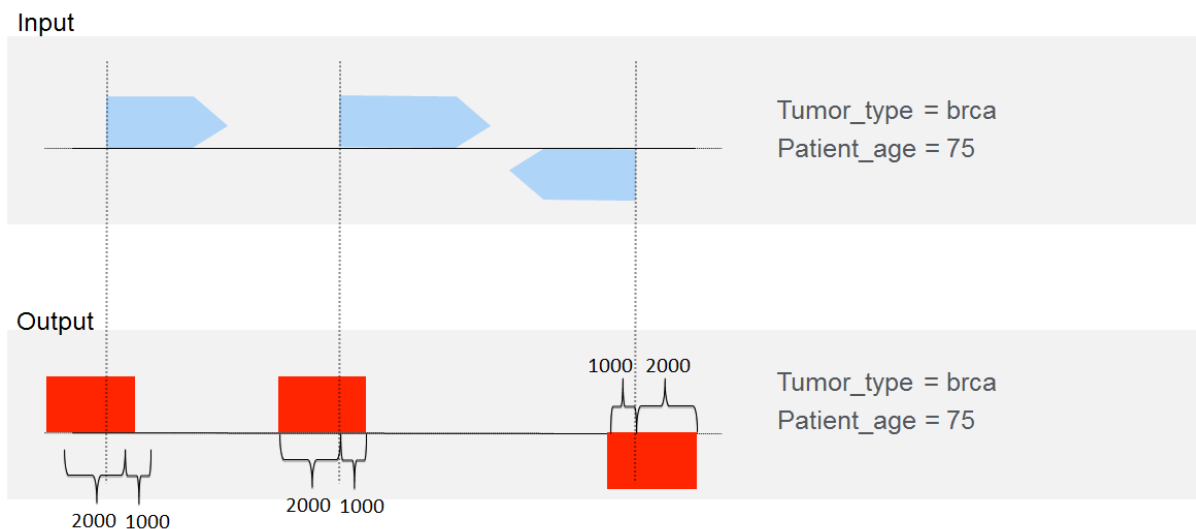 Input
Tumor_type = brca
Patient_age = 75
Output
1000 2000
Tumor_type = brca
Patient_age = 75
2000 1000
2000 1000